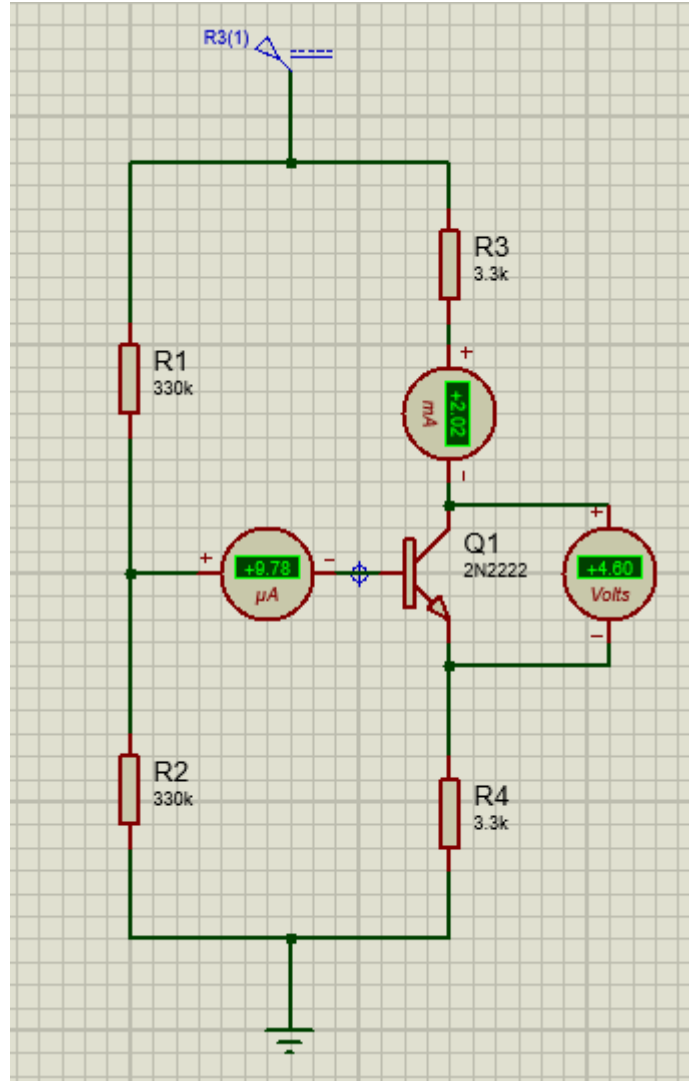 R3(1)
R3
3.3k
+
+2.02
mA
-
R1
330k
+
+9.78
µA
-
Q1
2N2222
+
+4.60
Volts
-
R2
330k
R4
3.3k